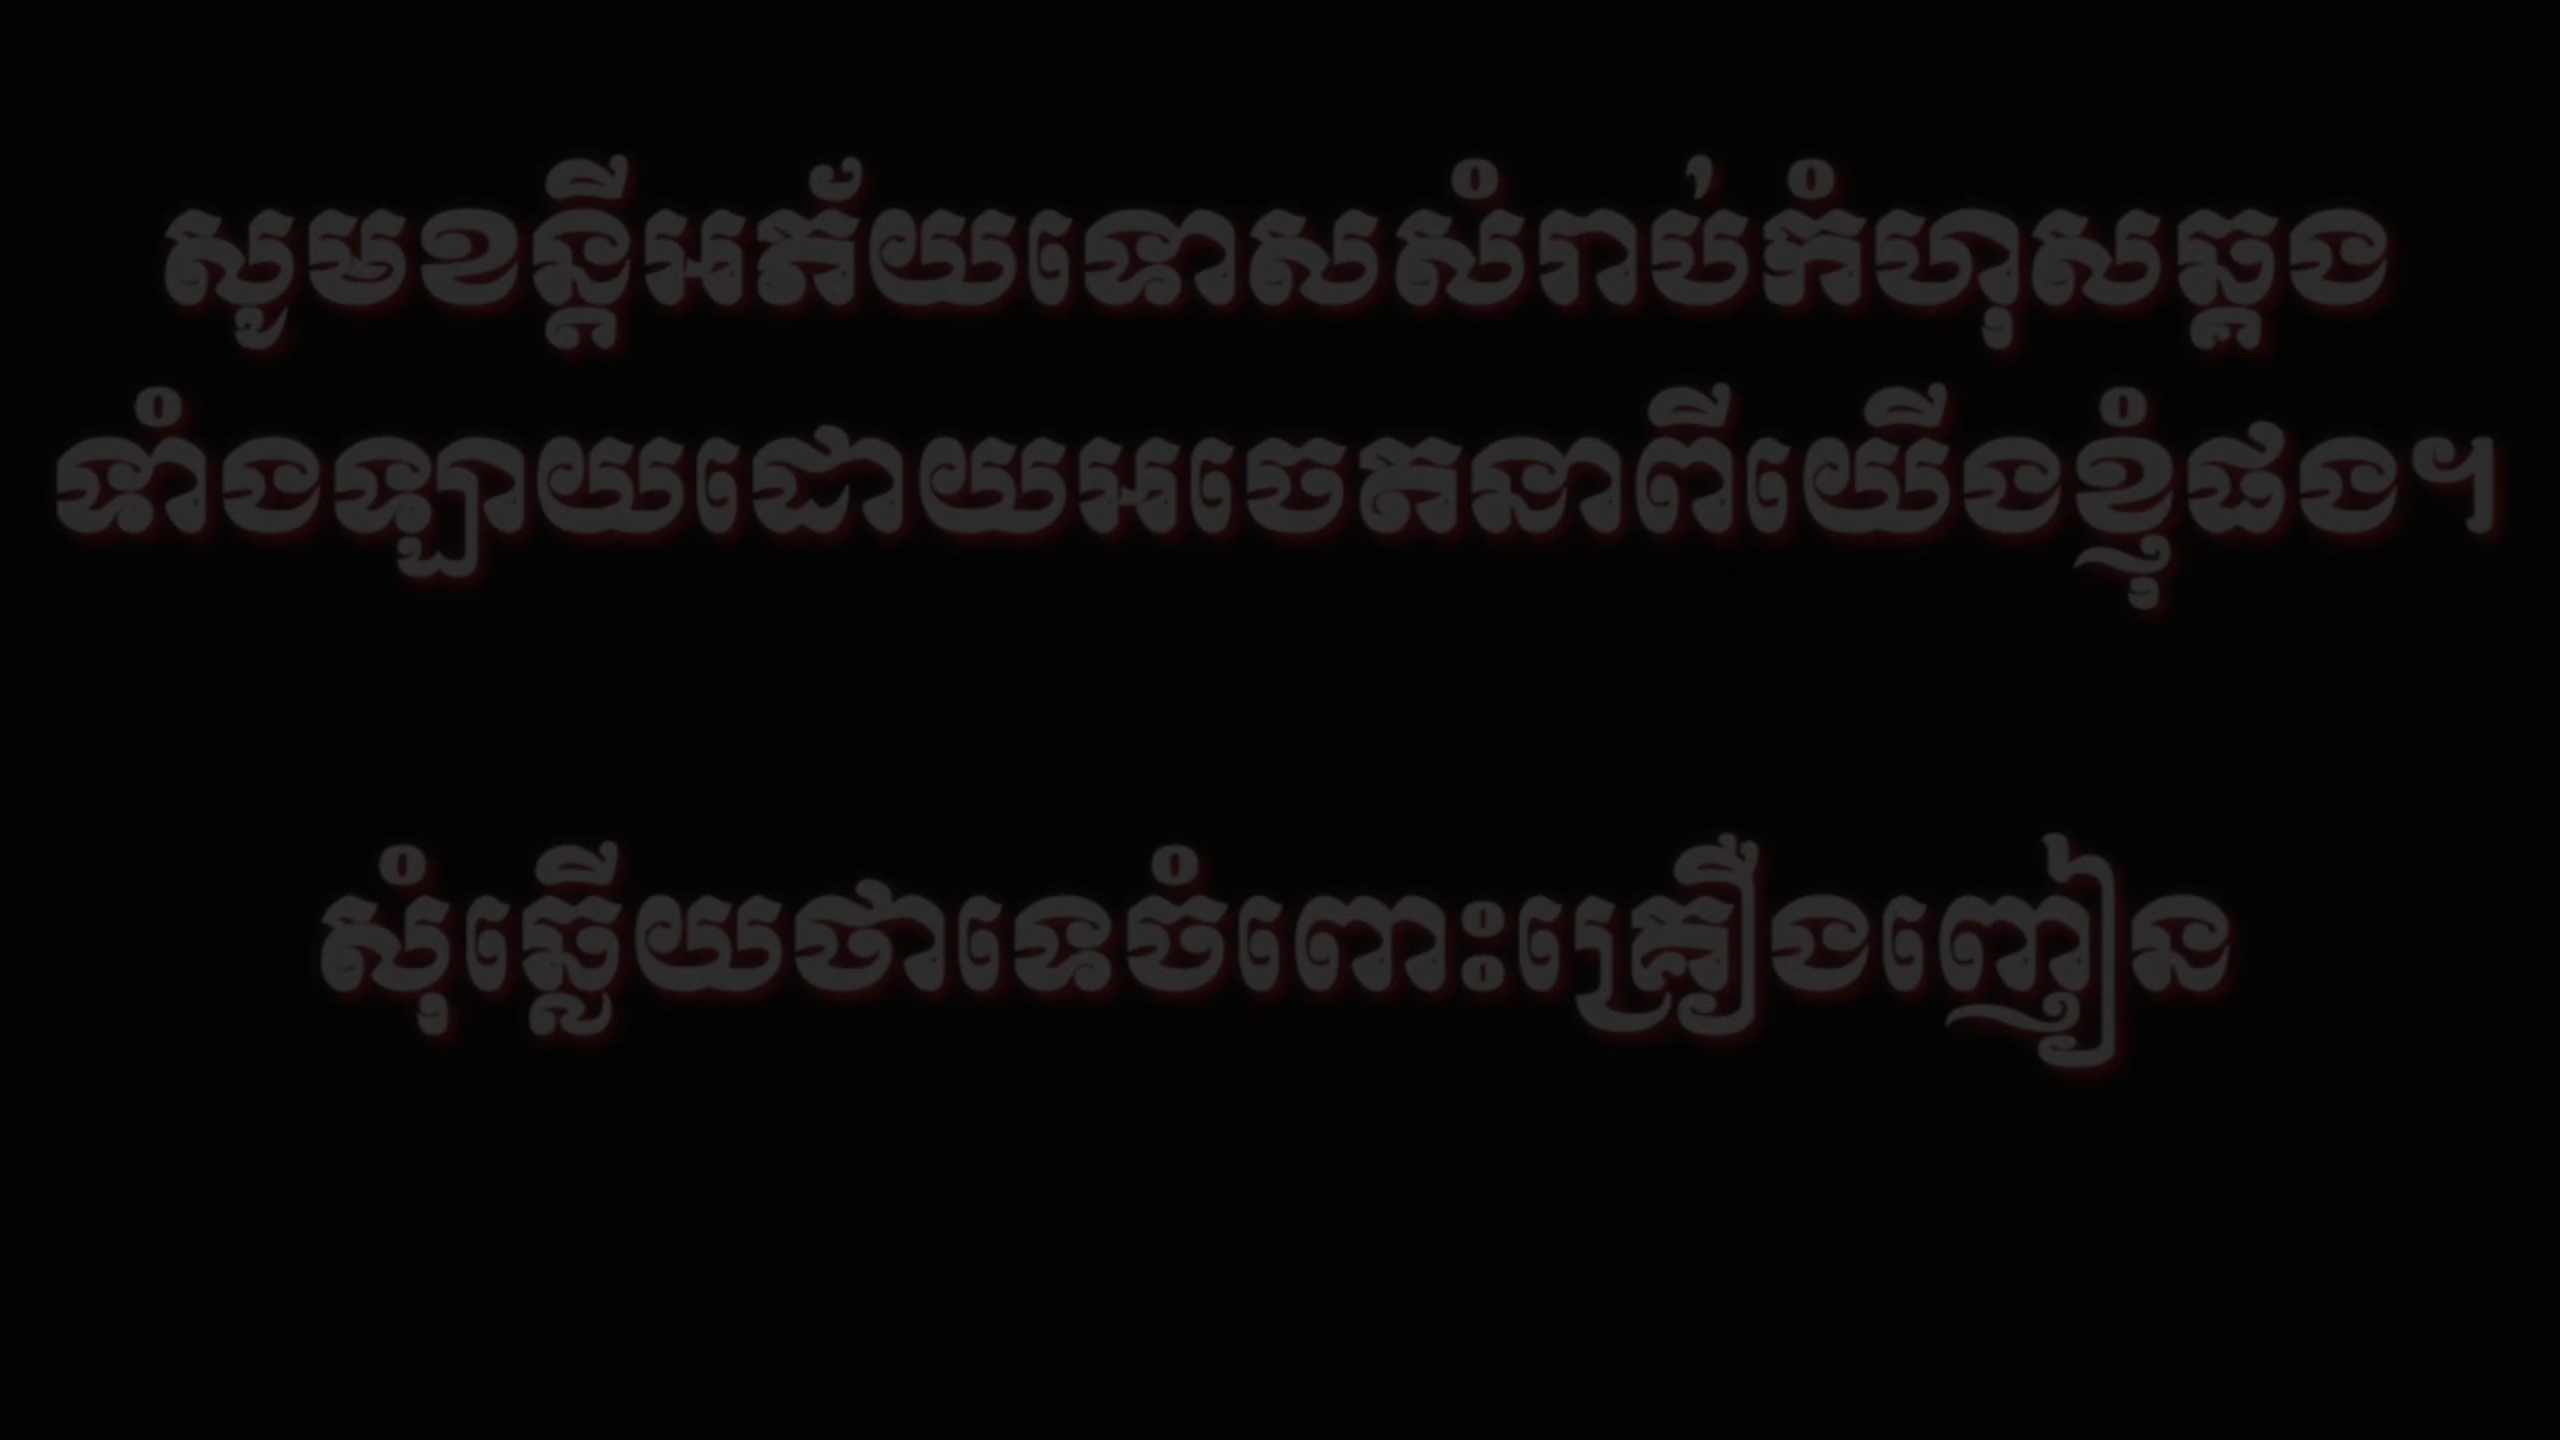 សូមខន្តីអភ័យទោសសំរាប់កំហុសឆ្គង
ទាំងឡាយដោយអចេតនាពីយើងខ្ញុំផង។
សុំឆ្លើយថាទេចំពោះគ្រឿងញៀន